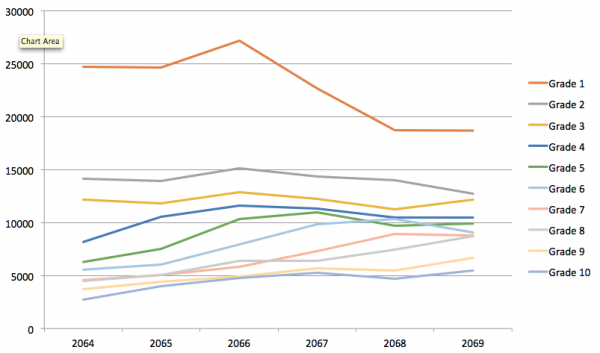 30000
Chart Area
25000
20000
15000
10000
5000
0
2064 2065 2066 2067 2068 2069
Grade 1
Grade 2
Grade 3
Grade 4
Grade 5
Grade 6
Grade 7
Grade 8
Grade 9
Grade 10